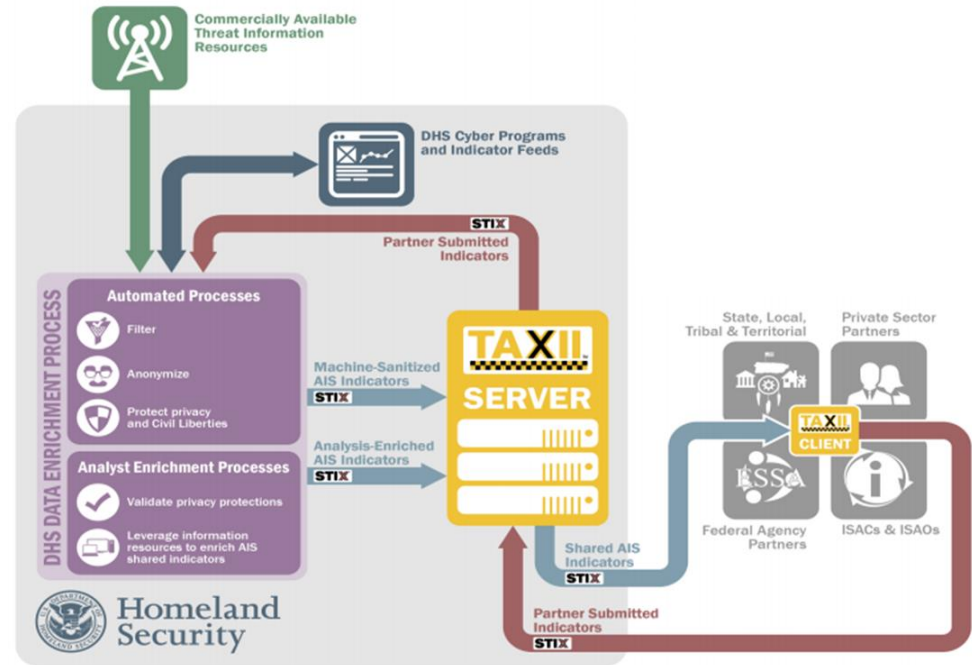 Commercially Available
Threat Information
Resources
DHS Cyber Programs
and Indicator Feeds
STIX
Partner Submitted
Indicators
DHS DATA ENRICHMENT PROCESS
Automated Processes
Filter
Anonymize
Protect privacy
and Civil Liberties
Analyst Enrichment Processes
Validate privacy protections
Leverage information
resources to enrich AIS
shared indicators
Machine-Sanitized
AIS Indicators
STIX
Analysis-Enriched
AIS Indicators
STIX
TAXII
SERVER
State, Local,
Tribal & Territorial
Private Sector
Partners
TAXII
CLIENT
ESSA
Federal Agency
Partners
ISACs & ISAOs
Shared AIS
Indicators
STIX
Partner Submitted
Indicators
STIX
Homeland
Security